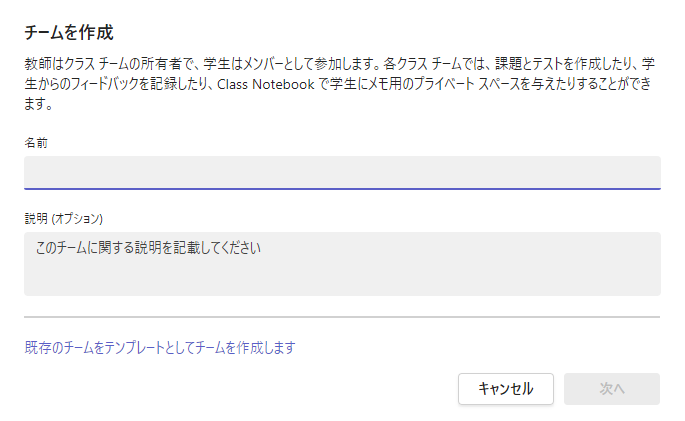 チームを作成
教師はクラス チームの所有者で、学生はメンバーとして参加します。各クラス チームでは、課題とテストを作成したり、学
生からのフィードバックを記録したり、Class Notebook で学生にメモ用のプライベート スペースを与えたりすることができ
ます。
名前
説明 (オプション)
このチームに関する説明を記載してください
既存のチームをテンプレートとしてチームを作成します
キャンセル
次へ